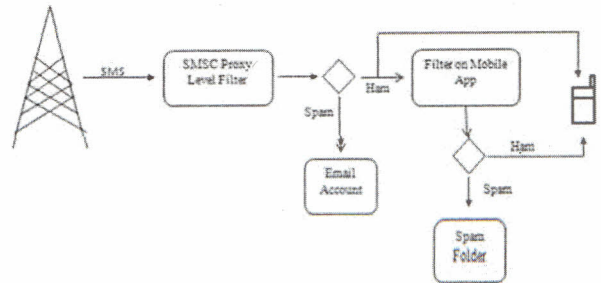 SMS
SMSC Proxy/
Level Filter
Ham
Spam
Filter on Mobile
App
Ham
Spam
Email
Account
Spam
Folder